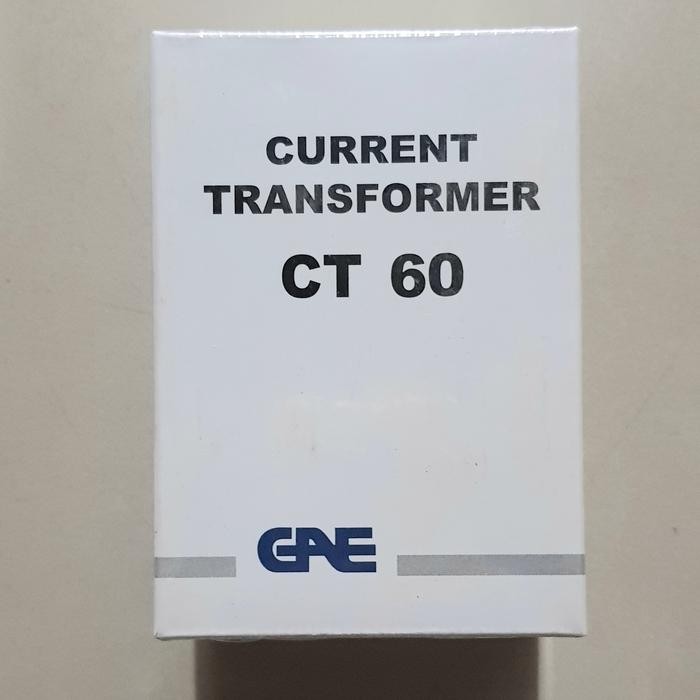 CURRENT
TRANSFORMER
CT 60
GAE